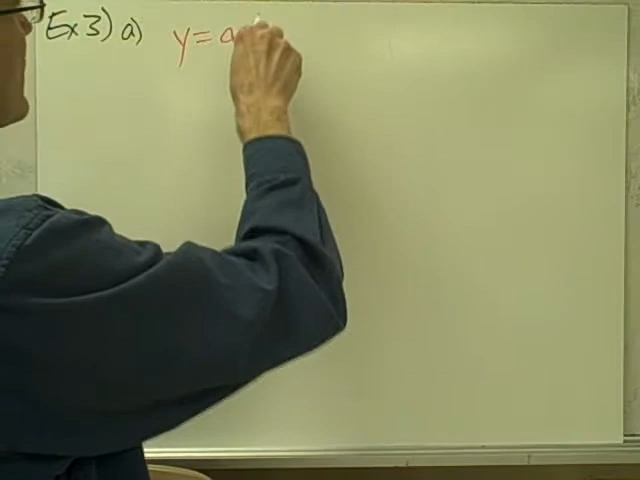 Ex 3) a) y = a